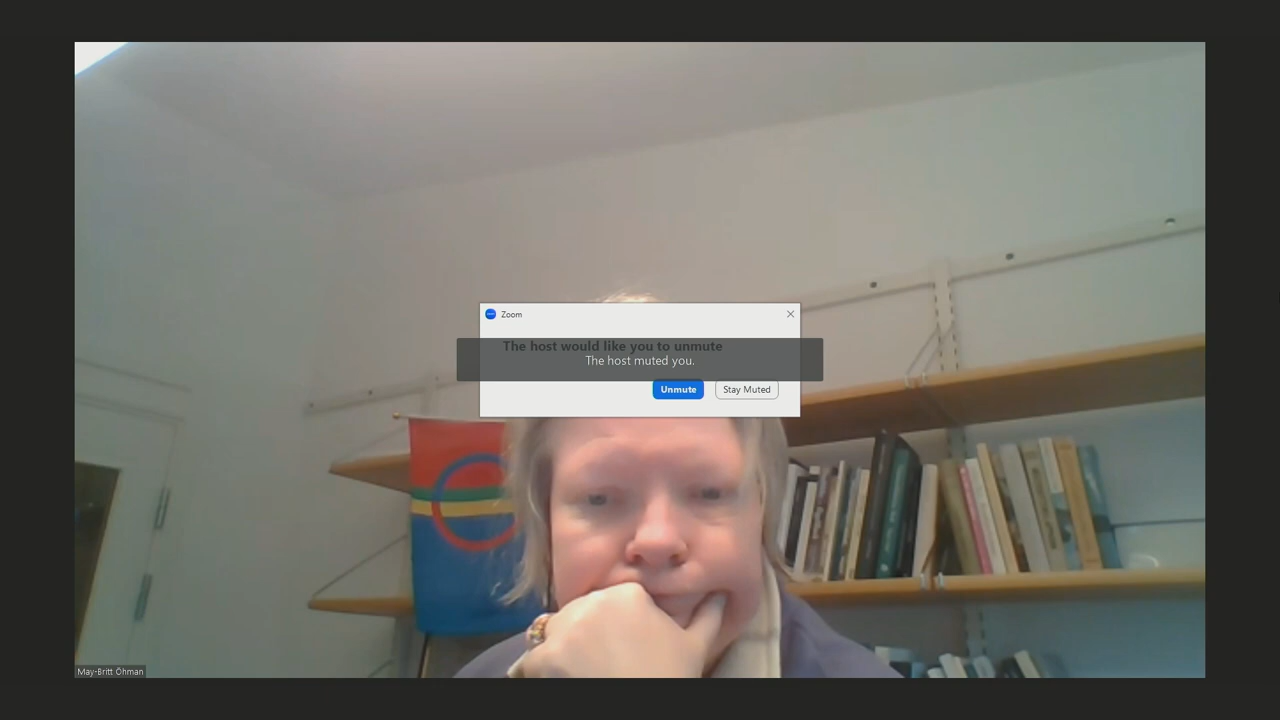 Zoom
The host would like you to unmute
The host muted you.
Unmute
Stay Muted
May-Britt Öhman